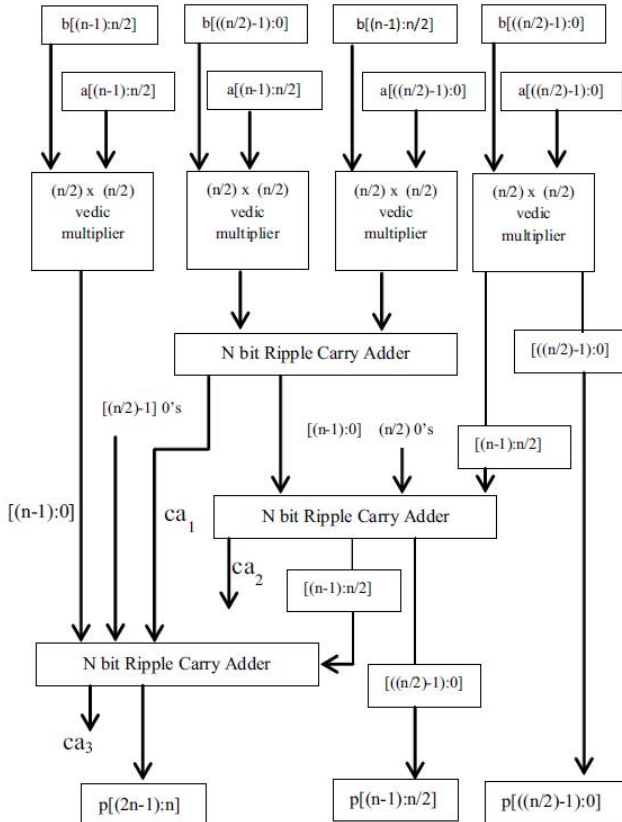 b[(n-1):n/2]
b[((n/2)-1):0]
b[(n-1):n/2]
b[((n/2)-1):0]
a[(n-1):n/2]
a[(n-1):n/2]
a[((n/2)-1):0]
a[((n/2)-1):0]
(n/2) x (n/2)
vedic
multiplier
(n/2) x (n/2)
vedic
multiplier
(n/2) x (n/2)
vedic
multiplier
(n/2) x (n/2)
vedic
multiplier
N bit Ripple Carry Adder
[((n/2)-1):0]
[(n/2)-1] 0's
[(n-1):0]
(n/2) 0's
[(n-1):n/2]
[(n-1):0]
ca1
N bit Ripple Carry Adder
ca2
[(n-1):n/2]
N bit Ripple Carry Adder
[((n/2)-1):0]
ca3
p[(2n-1):n]
p[(n-1):n/2]
p[((n/2)-1):0]